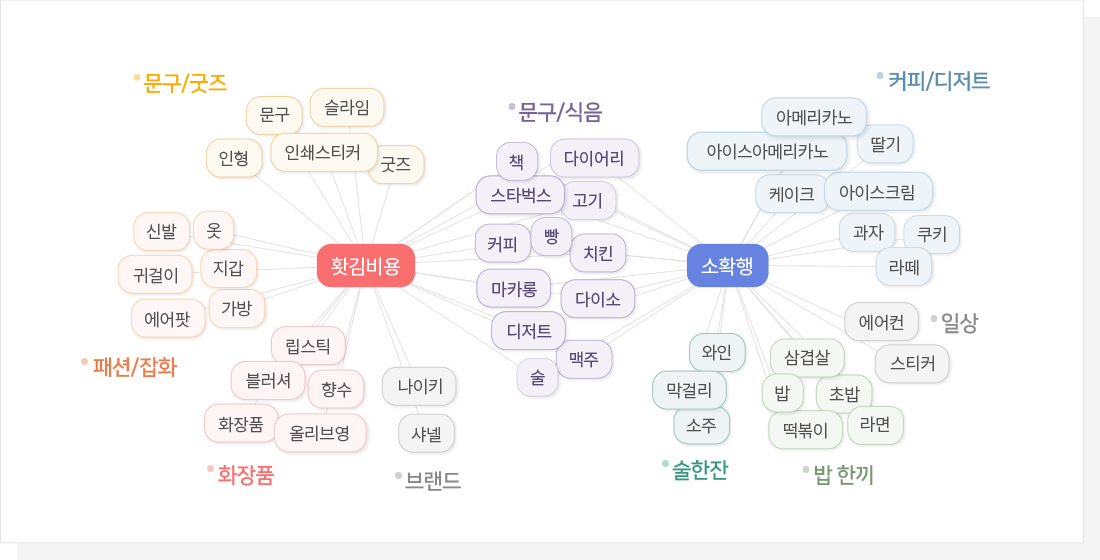 문구/굿즈
슬라임
문구
인쇄스티커
인형
굿즈
신발
옷
귀걸이
지갑
에어팟
가방
패션/잡화
홧김비용
립스틱
블러셔
향수
화장품
올리브영
화장품
나이키
샤넬
브랜드
문구/식음
책
다이어리
스타벅스
고기
커피
빵
치킨
마카롱
다이소
디저트
맥주
술
커피/디저트
아메리카노
아이스아메리카노
딸기
케이크
아이스크림
과자
쿠키
라떼
소확행
에어컨
일상
스티커
와인
막걸리
소주
술한잔
삼겹살
밥
초밥
떡볶이
라면
밥 한끼